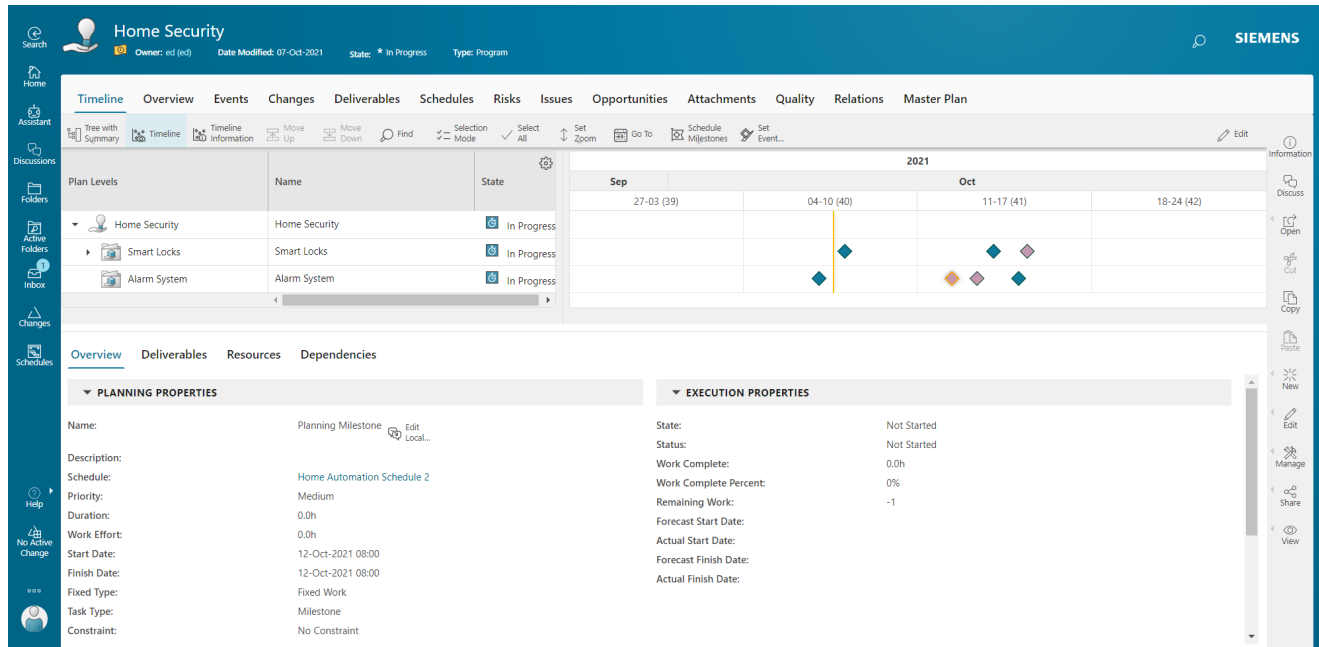 Search
Home
Assistant
Discussions
Folders
Active
Folders
1
Inbox
Changes
Schedules
Help
No Active
Change
Home Security
Owner: ed (ed) Date Modified: 07-Oct-2021 State: * In Progress Type: Program
SIEMENS
Timeline Overview Events Changes Deliverables Schedules Risks Issues Opportunities Attachments Quality Relations Master Plan
Tree with
Summary
Timeline
Timeline
Information
Move
Up
Move
Down
Find
Selection
Mode
Select
All
Set
Zoom
Go To
Schedule
Milestones
Set
Event...
Edit
Plan Levels Name State
2021
Sep Oct
27-03 (39) 04-10 (40) 11-17 (41) 18-24 (42)
Home Security Home Security In Progress
Smart Locks Smart Locks In Progress
Alarm System Alarm System In Progress
Overview Deliverables Resources Dependencies
PLANNING PROPERTIES
Name: Planning Milestone Edit
Local...
Description:
Schedule: Home Automation Schedule 2
Priority: Medium
Duration: 0.0h
Work Effort: 0.0h
Start Date: 12-Oct-2021 08:00
Finish Date: 12-Oct-2021 08:00
Fixed Type: Fixed Work
Task Type: Milestone
Constraint: No Constraint
EXECUTION PROPERTIES
State: Not Started
Status: Not Started
Work Complete: 0.0h
Work Complete Percent: 0%
Remaining Work: -1
Forecast Start Date:
Actual Start Date:
Forecast Finish Date:
Actual Finish Date:
Information
Discuss
Open
Cut
Copy
Paste
New
Edit
Manage
Share
View